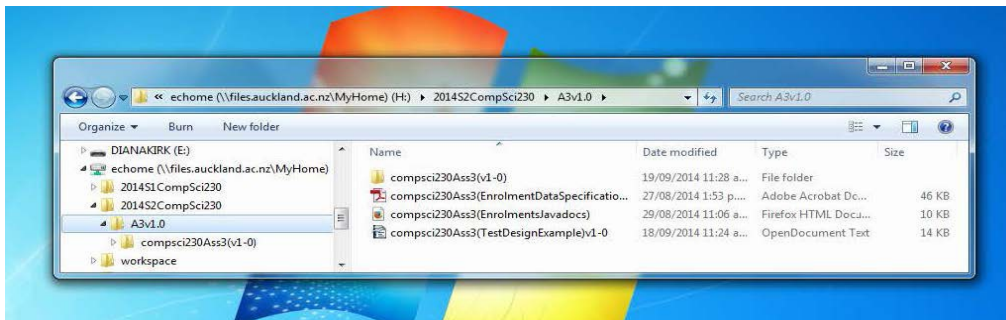 « echome (\\files.auckland.ac.nz\MyHome) (H:) 2014S2CompSci230 A3v1.0 Search A3v1.0
Organize Burn New folder
DIANAKIRK (E:)
echome (\\files.auckland.ac.nz\MyHome)
2014S1CompSci230
2014S2CompSci230
A3v1.0
compsci230Ass3(v1-0)
workspace
Name Date modified Type Size
compsci230Ass3(v1-0) 19/09/2014 11:28 a... File folder
compsci230Ass3(EnrolmentDataSpecificatio... 27/08/2014 1:53 p.... Adobe Acrobat Do... 46 KB
compsci230Ass3(EnrolmentsJavadocs) 29/08/2014 11:06 a... Firefox HTML Docu... 10 KB
compsci230Ass3(TestDesignExample)v1-0 18/09/2014 11:24 a... OpenDocument Text 14 KB